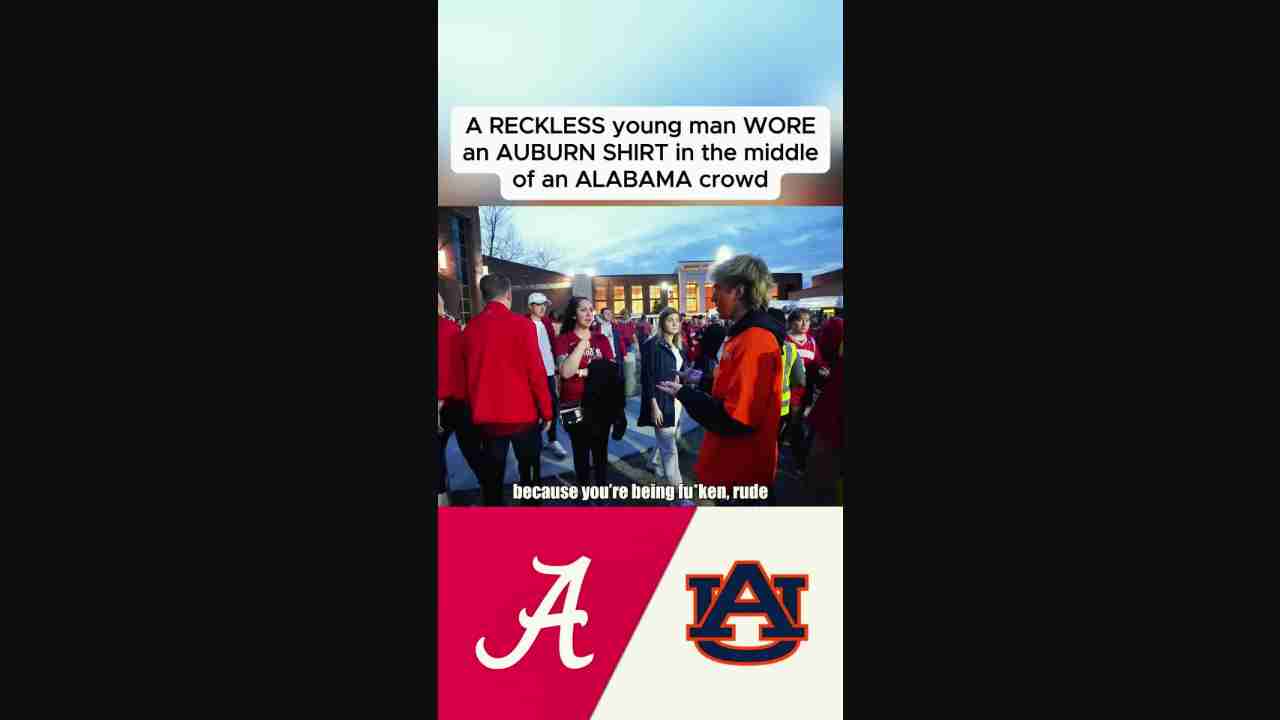 A RECKLESS young man WORE
an AUBURN SHIRT in the middle
of an ALABAMA crowd
because you're being fu*ken, rude
A
AU